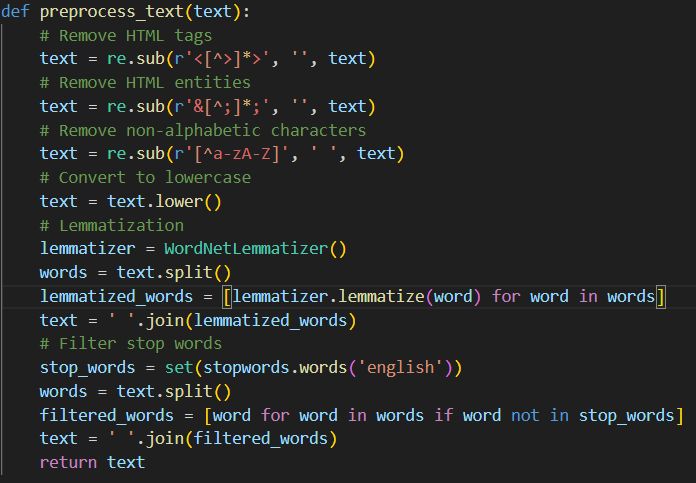 def preprocess_text(text):
    # Remove HTML tags
    text = re.sub(r'<[^>]*>', '', text)
    # Remove HTML entities
    text = re.sub(r'&[^;]*;', '', text)
    # Remove non-alphabetic characters
    text = re.sub(r'[^a-zA-Z]', ' ', text)
    # Convert to lowercase
    text = text.lower()
    # Lemmatization
    lemmatizer = WordNetLemmatizer()
    words = text.split()
    lemmatized_words = [lemmatizer.lemmatize(word) for word in words]
    text = ' '.join(lemmatized_words)
    # Filter stop words
    stop_words = set(stopwords.words('english'))
    words = text.split()
    filtered_words = [word for word in words if word not in stop_words]
    text = ' '.join(filtered_words)
    return text